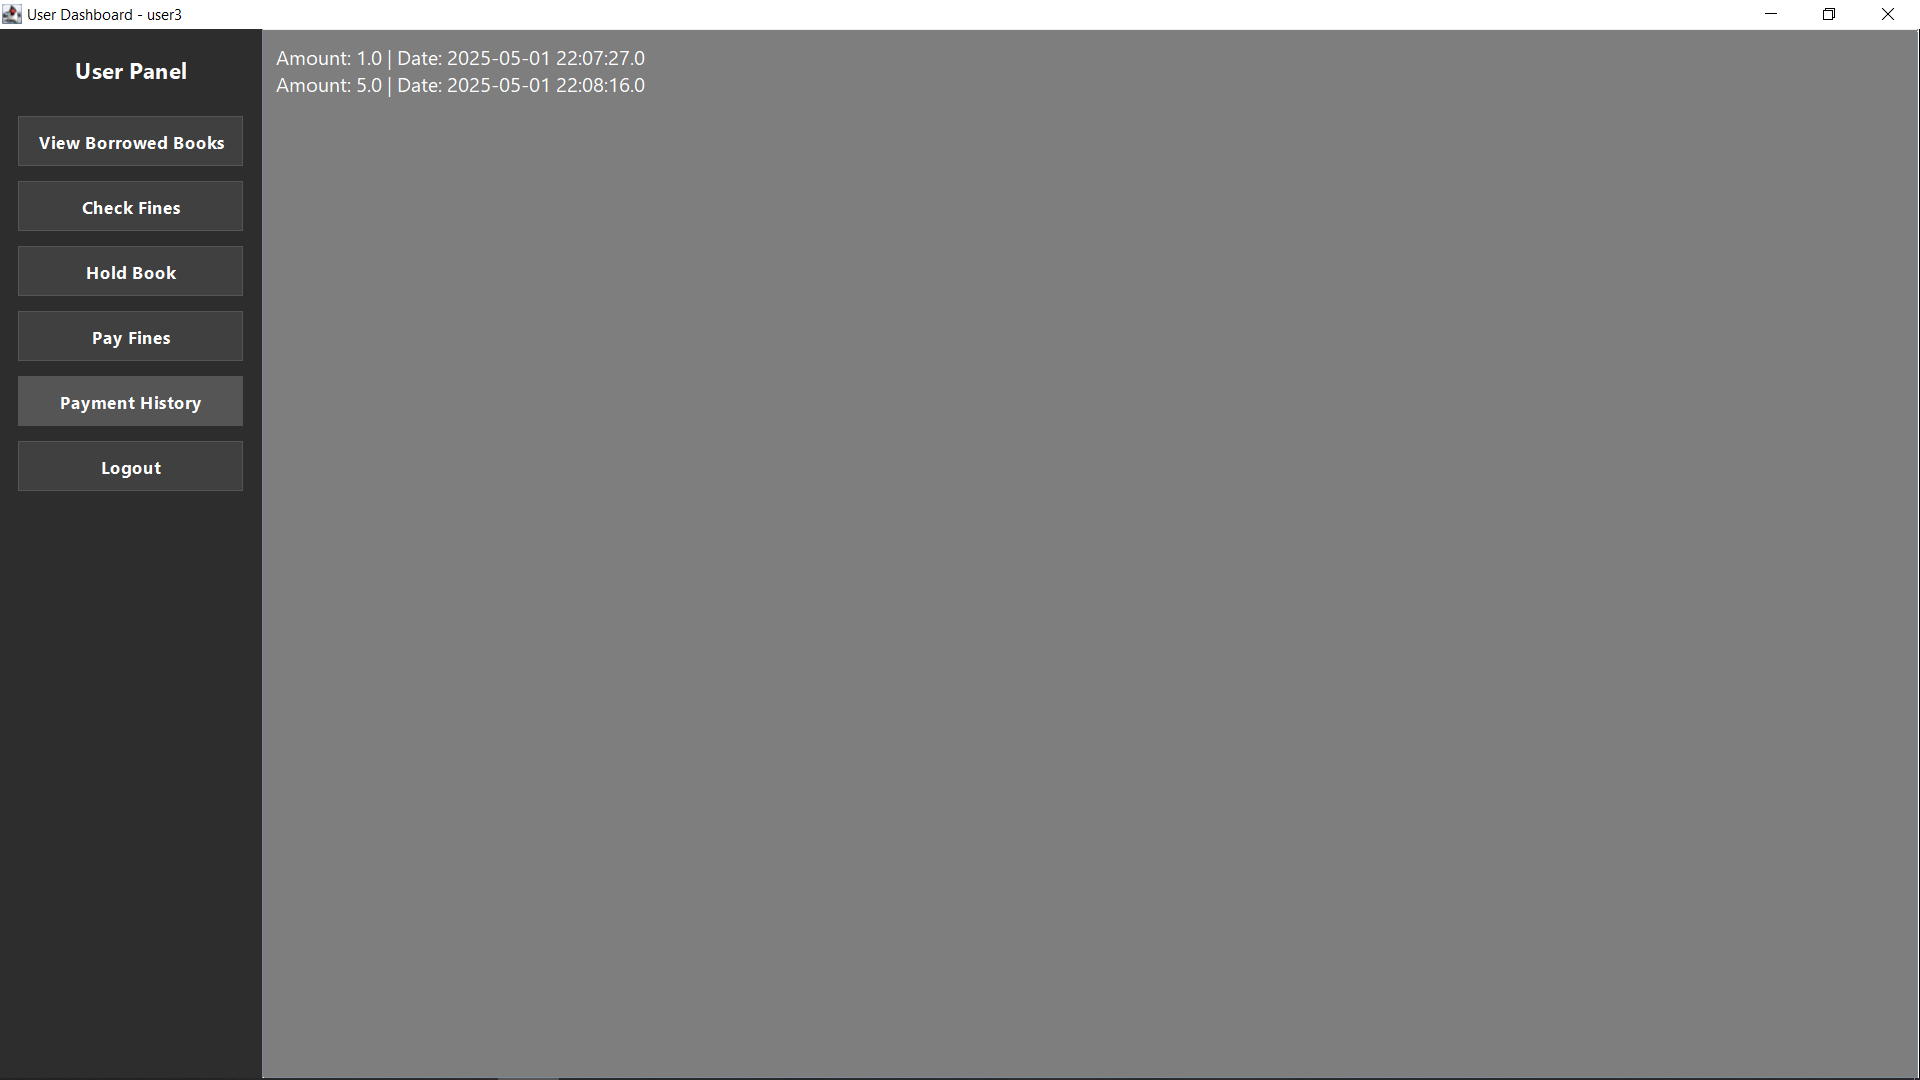 User Dashboard - user3
User Panel
View Borrowed Books
Check Fines
Hold Book
Pay Fines
Payment History
Logout
Amount: 1.0 | Date: 2025-05-01 22:07:27.0
Amount: 5.0 | Date: 2025-05-01 22:08:16.0